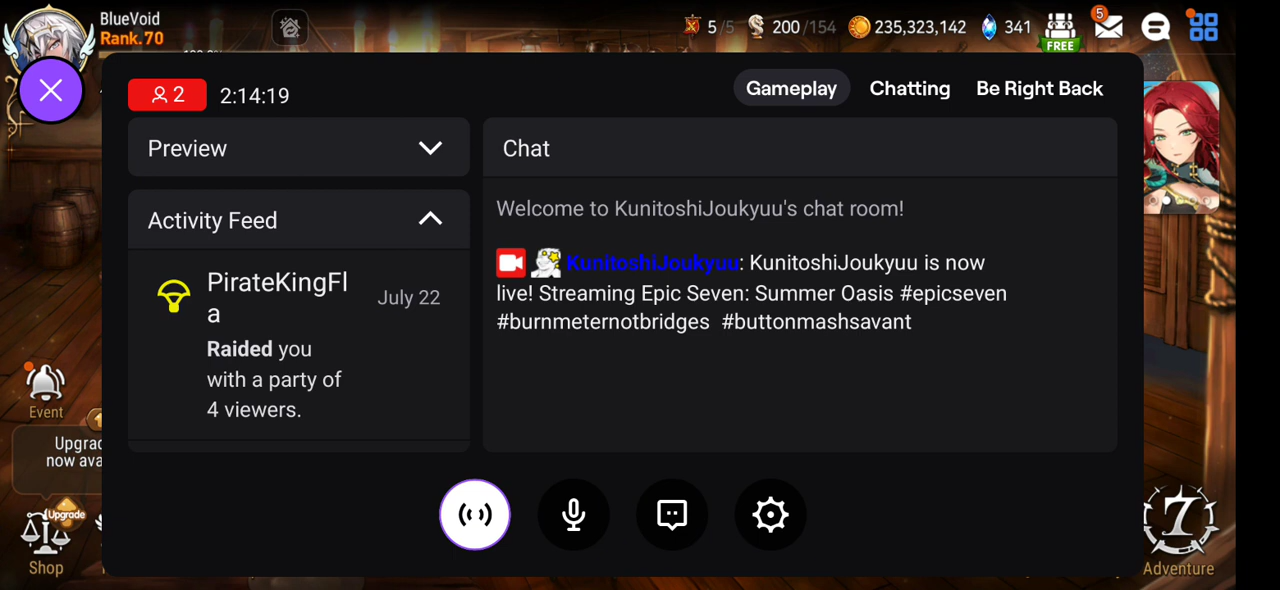 BlueVoid
Rank.70
5/5
200/154
235,323,142
341
FREE
5
2
2:14:19
Gameplay
Chatting
Be Right Back
Preview
Chat
Activity Feed
Welcome to KunitoshiJoukyuu's chat room!
PirateKingFl
a
July 22
Raided you
with a party of
4 viewers.
KunitoshiJoukyuu: KunitoshiJoukyuu is now
live! Streaming Epic Seven: Summer Oasis #epicseven
#burnmeternotbridges #buttonmashsavant
Event
Upgrad
now ava
Upgrade
Shop
7
Adventure